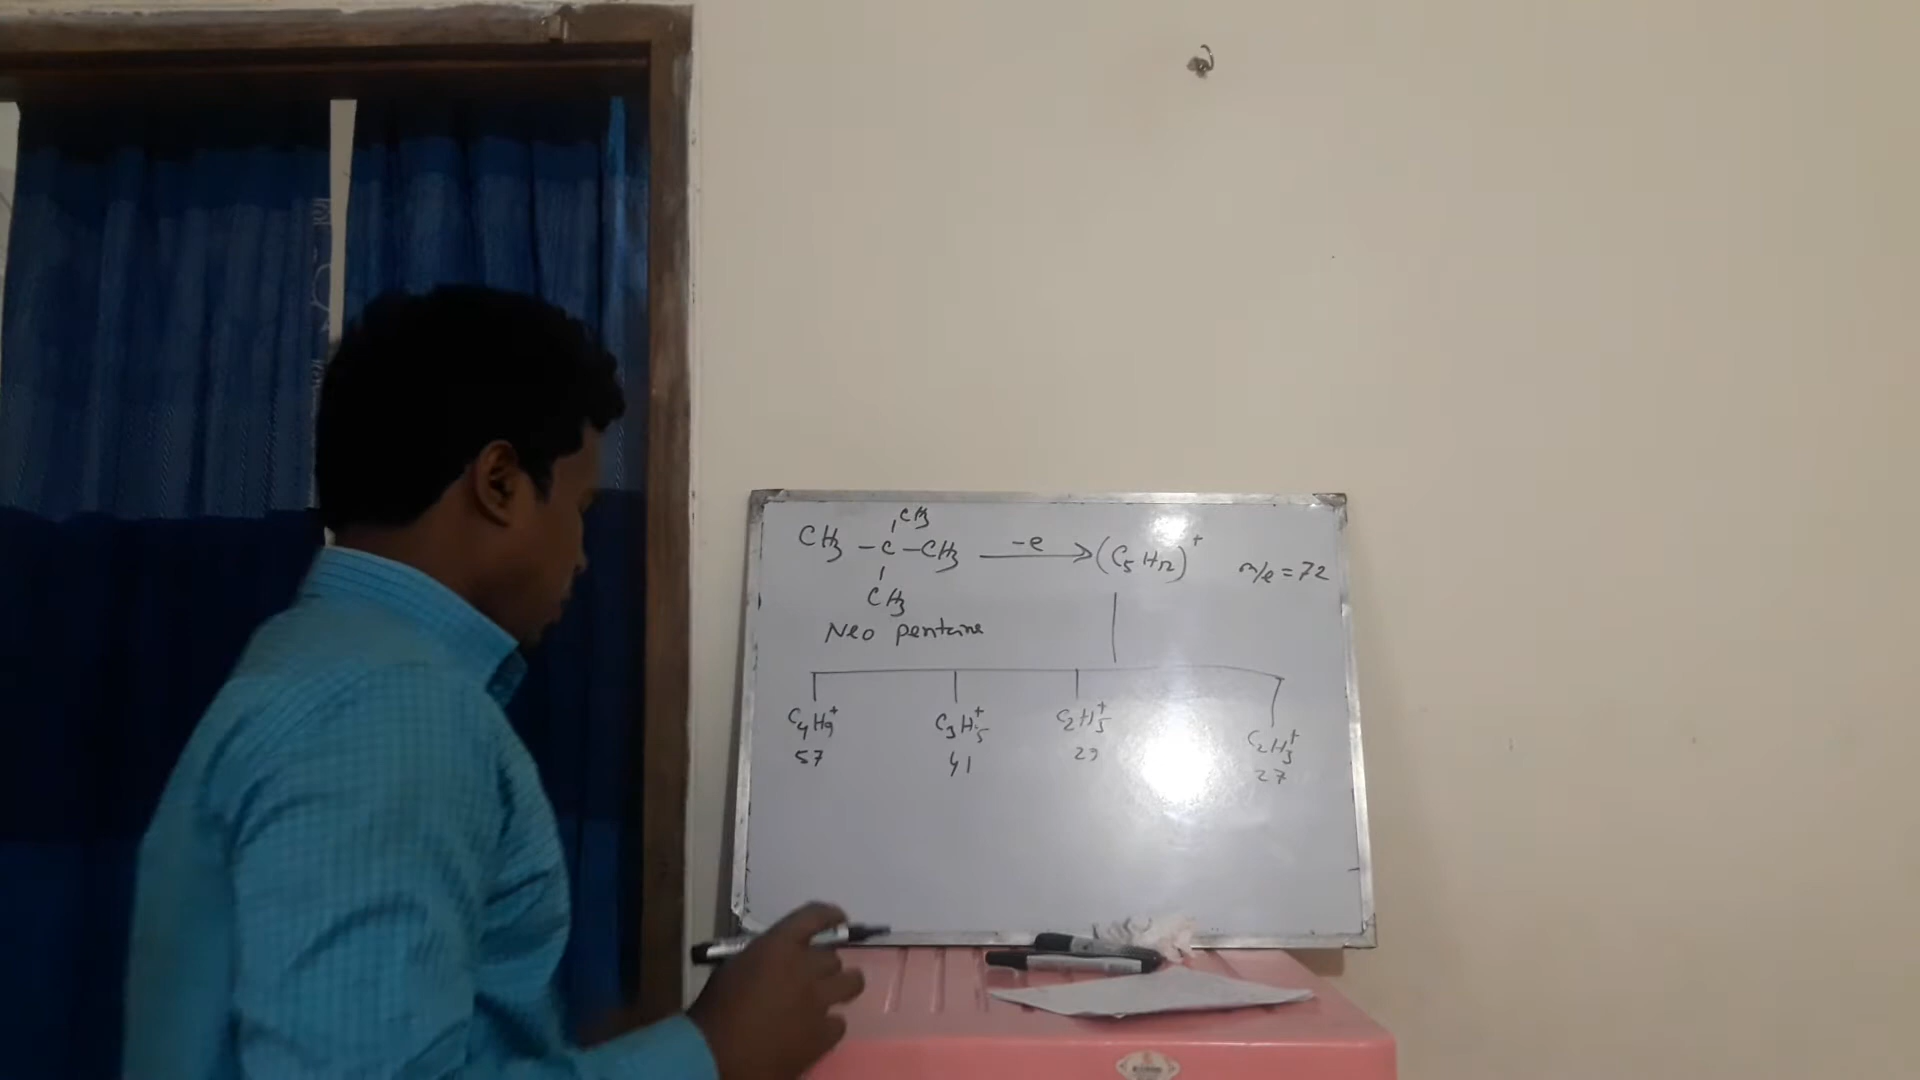 CH3
CH3 - C - CH3 -e → (C5H12)+ m/e = 72
CH3
Neo pentane
C4H9+ C3H5+ C2H5+ C2H3+
57 41 29 27